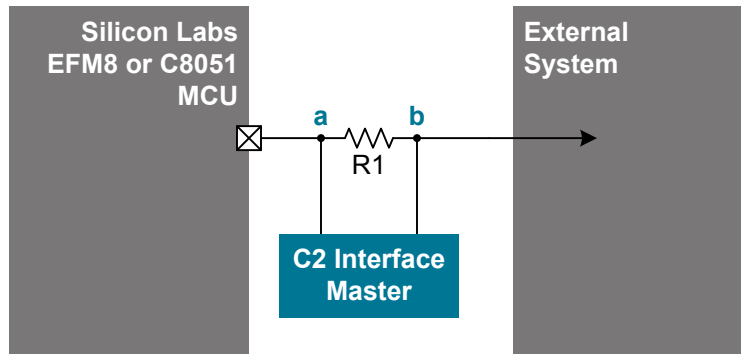 Silicon Labs
EFM8 or C8051
MCU
External
System
a
b
R1
C2 Interface
Master